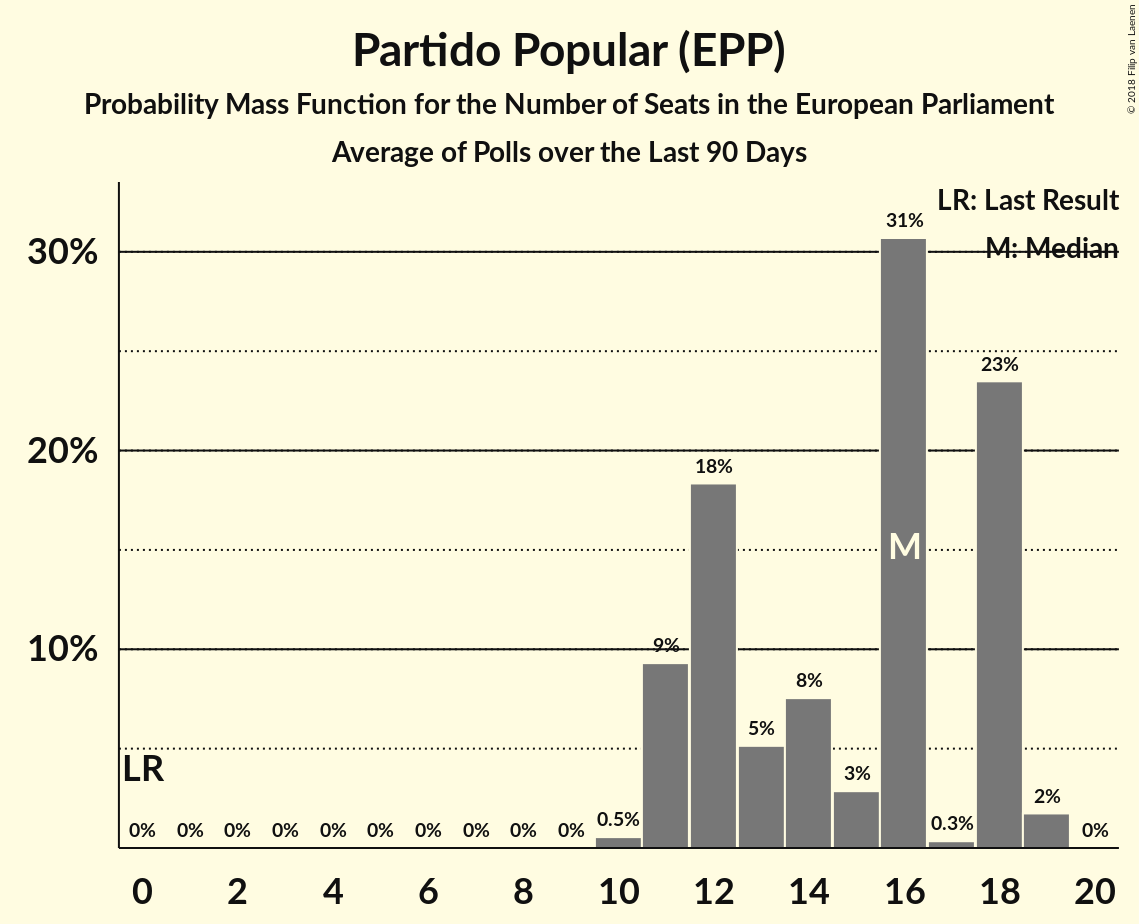 Partido Popular (EPP)
Probability Mass Function for the Number of Seats in the European Parliament
Average of Polls over the Last 90 Days
© 2018 Filip van Laenen
LR: Last Result
M: Median
30%
20%
10%
31%
23%
18%
9%
8%
5%
3%
2%
0.5%
0.3%
M
LR
0% 0% 0% 0% 0% 0% 0% 0% 0% 0% 0%
0 2 4 6 8 10 12 14 16 18 20